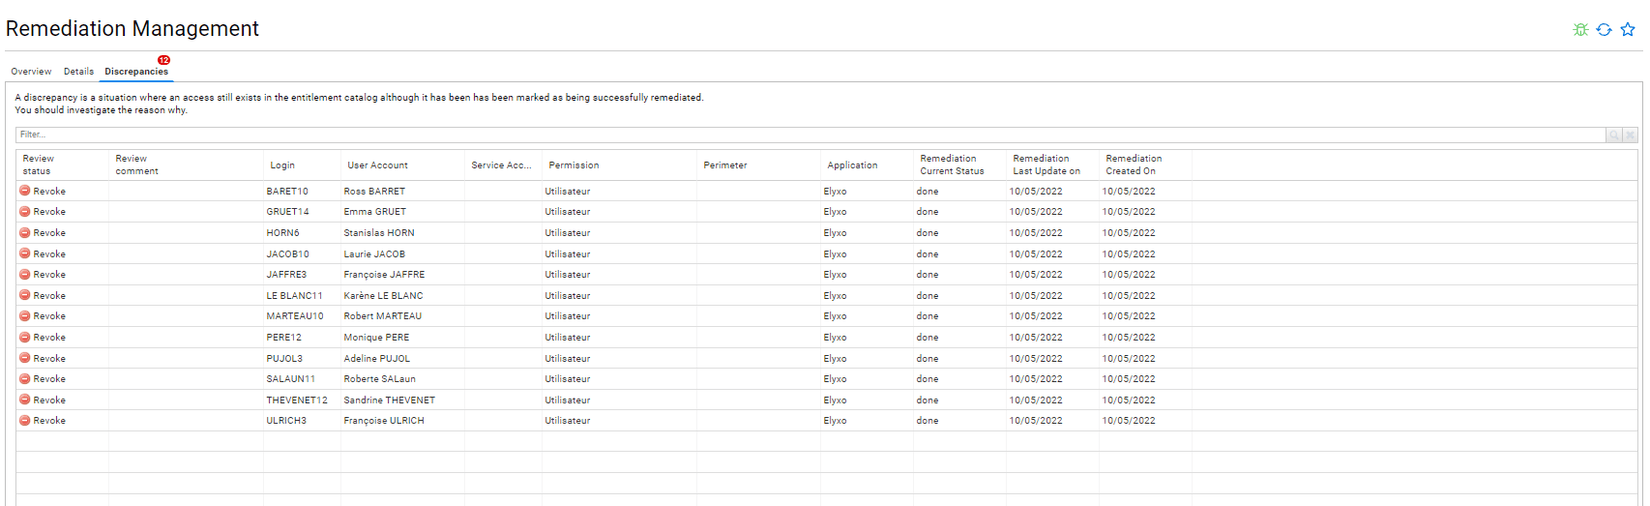 Remediation Management
12
Overview Details Discrepancies
A discrepancy is a situation where an access still exists in the entitlement catalog although it has been has been marked as being successfully remediated.
You should investigate the reason why.
Filter...
Review status Review comment Login User Account Service Acc... Permission Perimeter Application Remediation Current Status Remediation Last Update on Remediation Created On
Revoke BARET10 Ross BARRET Utilisateur Elyxo done 10/05/2022 10/05/2022
Revoke GRUET14 Emma GRUET Utilisateur Elyxo done 10/05/2022 10/05/2022
Revoke HORN6 Stanislas HORN Utilisateur Elyxo done 10/05/2022 10/05/2022
Revoke JACOB10 Laurie JACOB Utilisateur Elyxo done 10/05/2022 10/05/2022
Revoke JAFFRE3 Françoise JAFFRE Utilisateur Elyxo done 10/05/2022 10/05/2022
Revoke LE BLANC11 Karène LE BLANC Utilisateur Elyxo done 10/05/2022 10/05/2022
Revoke MARTEAU10 Robert MARTEAU Utilisateur Elyxo done 10/05/2022 10/05/2022
Revoke PERE12 Monique PERE Utilisateur Elyxo done 10/05/2022 10/05/2022
Revoke PUJOL3 Adeline PUJOL Utilisateur Elyxo done 10/05/2022 10/05/2022
Revoke SALAUN11 Roberte SALaun Utilisateur Elyxo done 10/05/2022 10/05/2022
Revoke THEVENET12 Sandrine THEVENET Utilisateur Elyxo done 10/05/2022 10/05/2022
Revoke ULRICH3 Françoise ULRICH Utilisateur Elyxo done 10/05/2022 10/05/2022